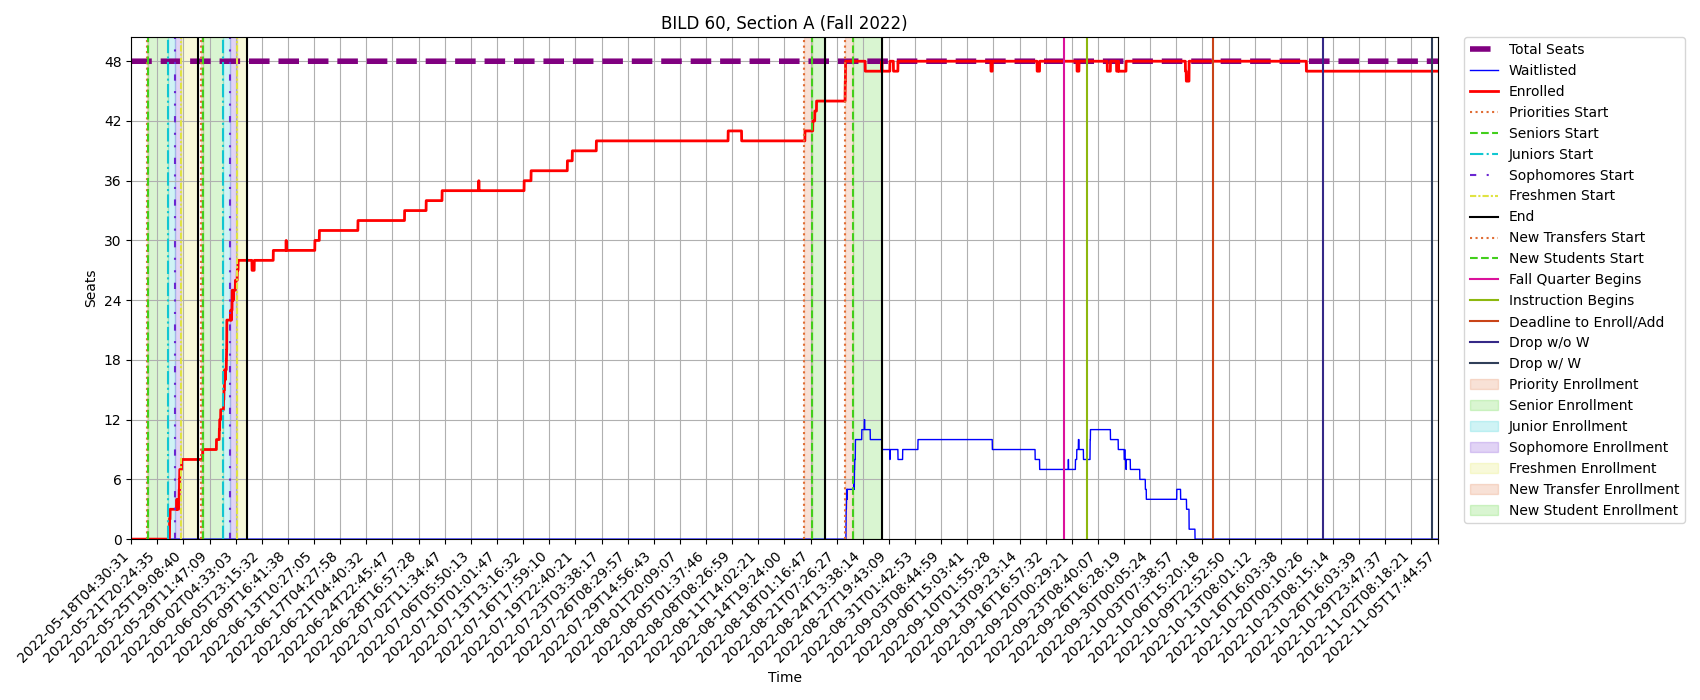 BILD 60, Section A (Fall 2022)
Seats
48
42
36
30
24
18
12
6
0
2022-05-18T04:30:31
2022-05-21T20:24:35
2022-05-25T19:08:40
2022-05-29T11:47:09
2022-06-02T04:33:03
2022-06-05T23:15:32
2022-06-09T16:41:38
2022-06-13T10:27:05
2022-06-17T04:27:58
2022-06-21T04:40:32
2022-06-24T22:45:47
2022-06-28T16:57:28
2022-07-02T11:34:47
2022-07-06T05:50:13
2022-07-10T01:01:47
2022-07-13T13:16:32
2022-07-16T17:59:10
2022-07-19T22:40:21
2022-07-23T03:38:17
2022-07-26T08:29:57
2022-07-29T14:56:43
2022-08-01T20:09:07
2022-08-05T01:37:46
2022-08-08T08:26:59
2022-08-11T14:02:21
2022-08-14T19:24:00
2022-08-18T01:16:47
2022-08-21T07:26:27
2022-08-24T13:38:14
2022-08-27T19:43:09
2022-08-31T01:42:53
2022-09-03T08:44:59
2022-09-06T15:03:41
2022-09-10T01:55:28
2022-09-13T09:23:14
2022-09-16T16:57:32
2022-09-20T00:29:21
2022-09-23T08:40:07
2022-09-26T16:28:19
2022-09-30T00:05:24
2022-10-03T07:38:57
2022-10-06T15:20:18
2022-10-09T22:52:50
2022-10-13T08:01:12
2022-10-16T16:03:38
2022-10-20T00:10:26
2022-10-23T08:15:14
2022-10-26T16:03:39
2022-10-29T23:47:37
2022-11-02T08:18:21
2022-11-05T17:44:57
Time
Total Seats
Waitlisted
Enrolled
Priorities Start
Seniors Start
Juniors Start
Sophomores Start
Freshmen Start
End
New Transfers Start
New Students Start
Fall Quarter Begins
Instruction Begins
Deadline to Enroll/Add
Drop w/o W
Drop w/ W
Priority Enrollment
Senior Enrollment
Junior Enrollment
Sophomore Enrollment
Freshmen Enrollment
New Transfer Enrollment
New Student Enrollment